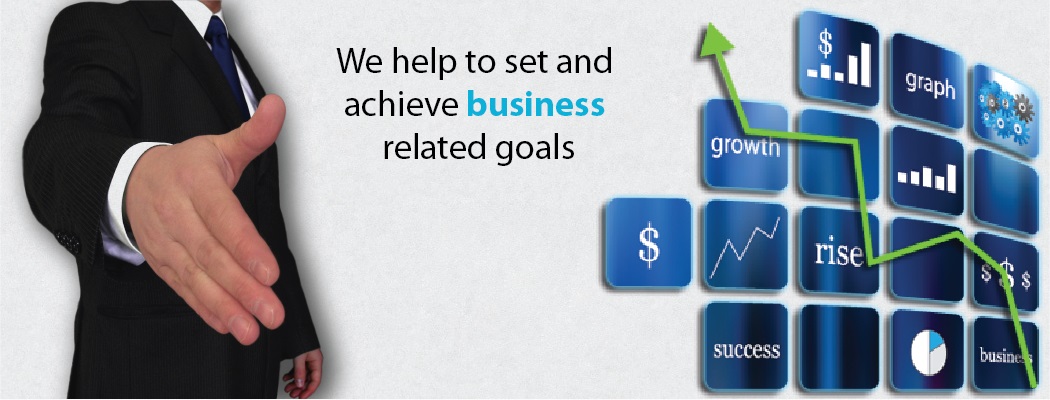 We help to set and
achieve business
related goals
$
graph
growth
$
rise
$ $ $
success
business